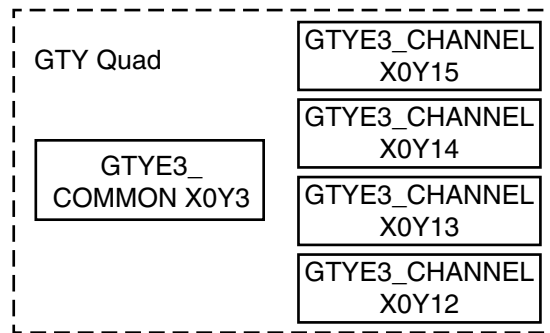 GTY Quad
GTYE3_
COMMON X0Y3
GTYE3_CHANNEL
X0Y15
GTYE3_CHANNEL
X0Y14
GTYE3_CHANNEL
X0Y13
GTYE3_CHANNEL
X0Y12